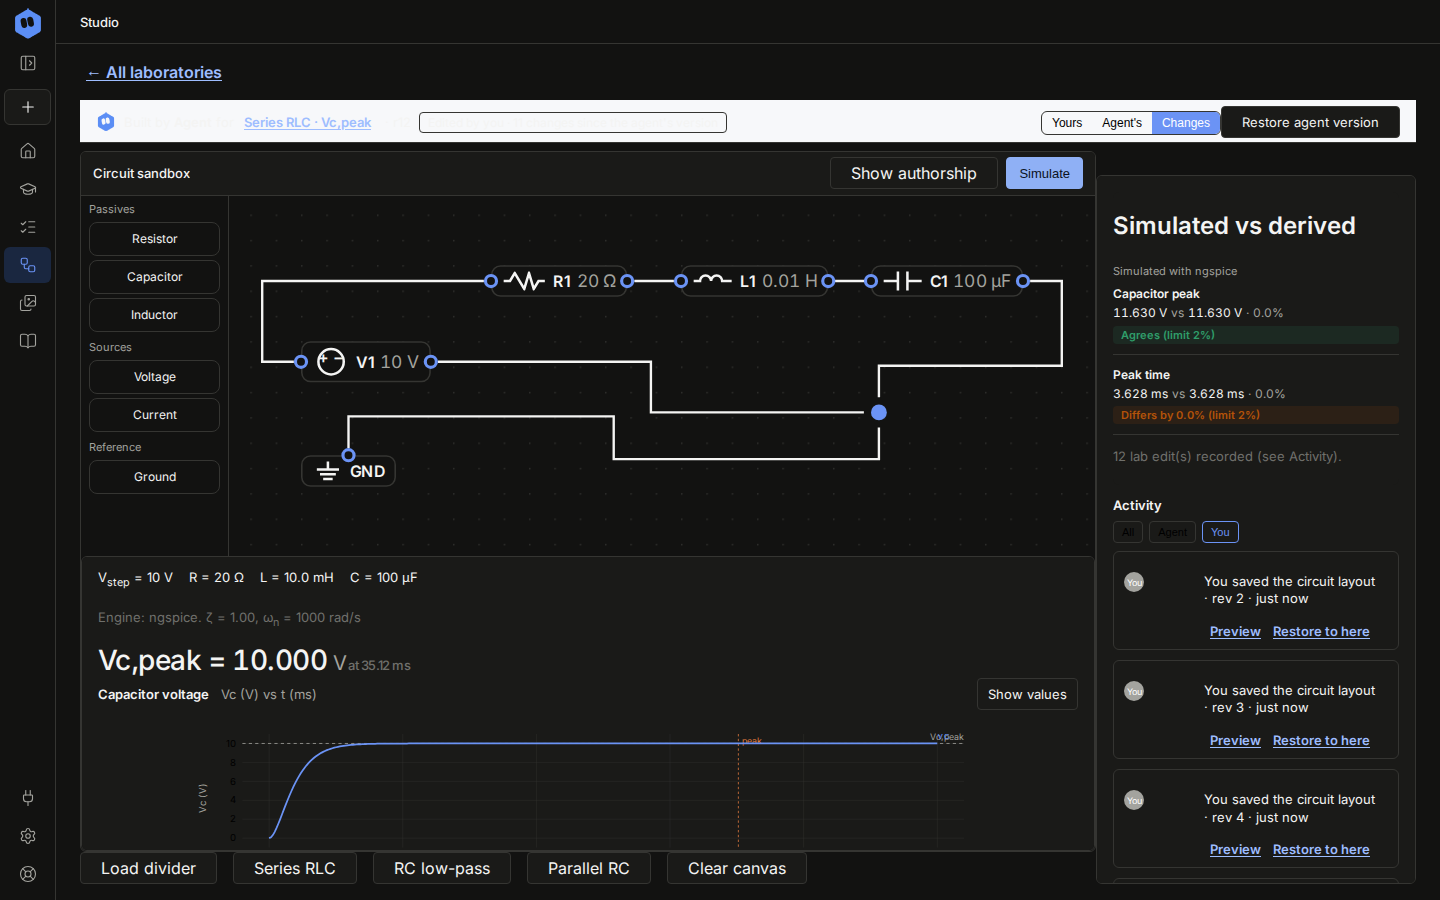 Studio
← All laboratories
Series RLC · Vc,peak
Yours
Agent's
Changes
Restore agent version
Circuit sandbox
Show authorship
Simulate
Passives
Resistor
Capacitor
Inductor
Sources
Voltage
Current
Reference
Ground
R1 20 Ω
L1 0.01 H
C1 100 µF
V1 10 V
GND
Vstep = 10 V R = 20 Ω L = 10.0 mH C = 100 µF
Engine: ngspice. ζ = 1.00, ωn = 1000 rad/s
Vc,peak = 10.000 V at 35.12 ms
Capacitor voltage Vc (V) vs t (ms)
Show values
Vc (V)
10
8
6
4
2
0
peak
Load divider
Series RLC
RC low-pass
Parallel RC
Clear canvas
Simulated vs derived
Simulated with ngspice
Capacitor peak
11.630 V vs 11.630 V · 0.0%
Agrees (limit 2%)
Peak time
3.628 ms vs 3.628 ms · 0.0%
Differs by 0.0% (limit 2%)
12 lab edit(s) recorded (see Activity).
Activity
All
Agent
You
You
You saved the circuit layout
· rev 2 · just now
Preview Restore to here
You
You saved the circuit layout
· rev 3 · just now
Preview Restore to here
You
You saved the circuit layout
· rev 4 · just now
Preview Restore to here